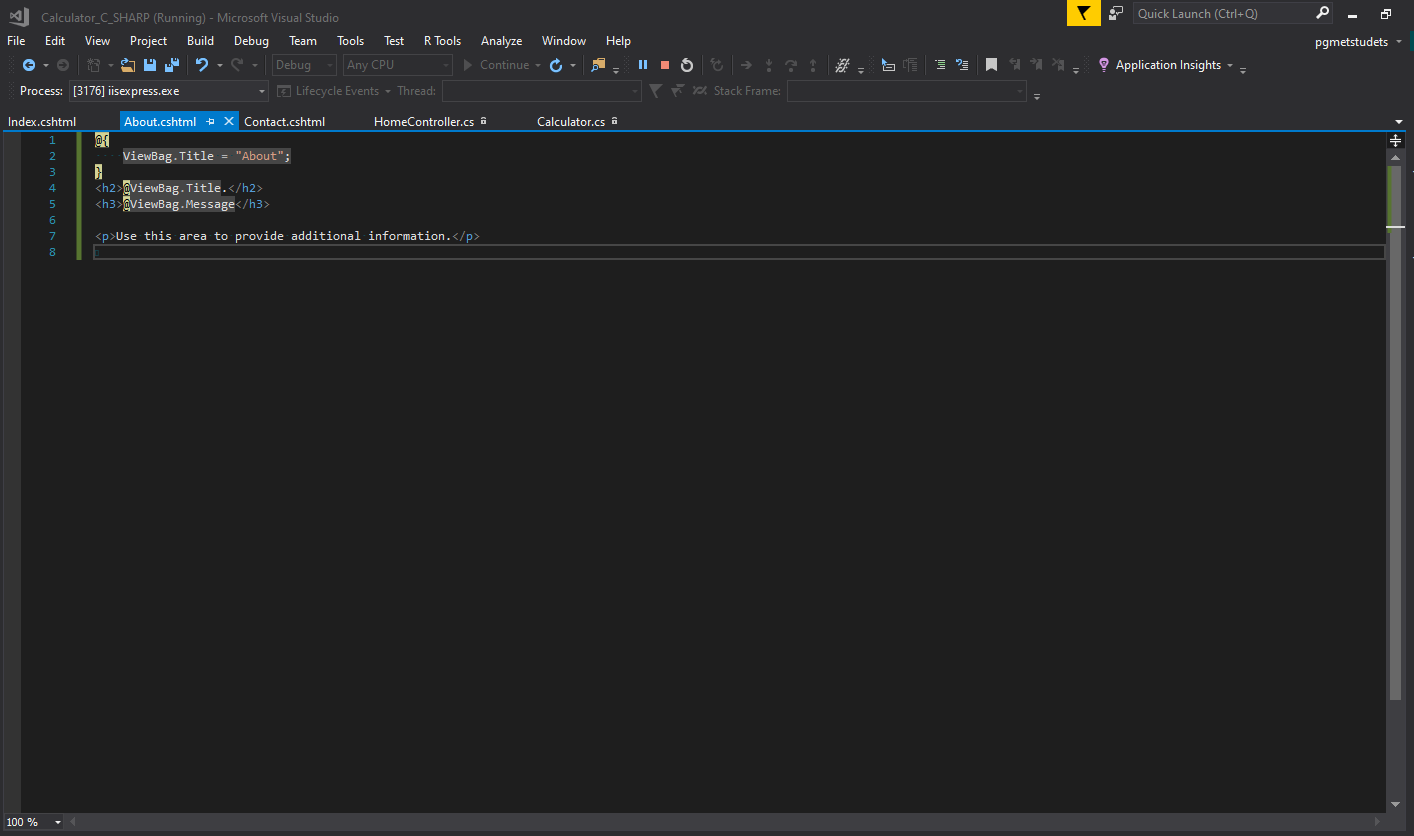 Calculator_C_SHARP (Running) - Microsoft Visual Studio
Quick Launch (Ctrl+Q)
File Edit View Project Build Debug Team Tools Test R Tools Analyze Window Help
pgmetstudets
Debug Any CPU Continue Application Insights
Process: [3176] iisexpress.exe Lifecycle Events Thread: Stack Frame:
Index.cshtml About.cshtml Contact.cshtml HomeController.cs Calculator.cs
1 @{
2 ViewBag.Title = "About";
3 }
4 <h2>@ViewBag.Title.</h2>
5 <h3>@ViewBag.Message</h3>
6
7 <p>Use this area to provide additional information.</p>
8
100 %